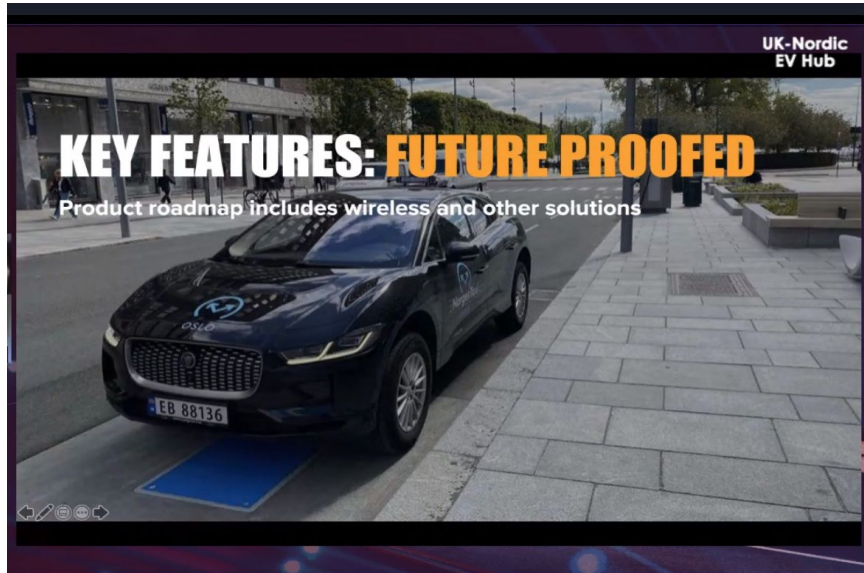 UK-Nordic
EV Hub
KEY FEATURES: FUTURE PROOFED
Product roadmap includes wireless and other solutions
OSLO
EB 88136